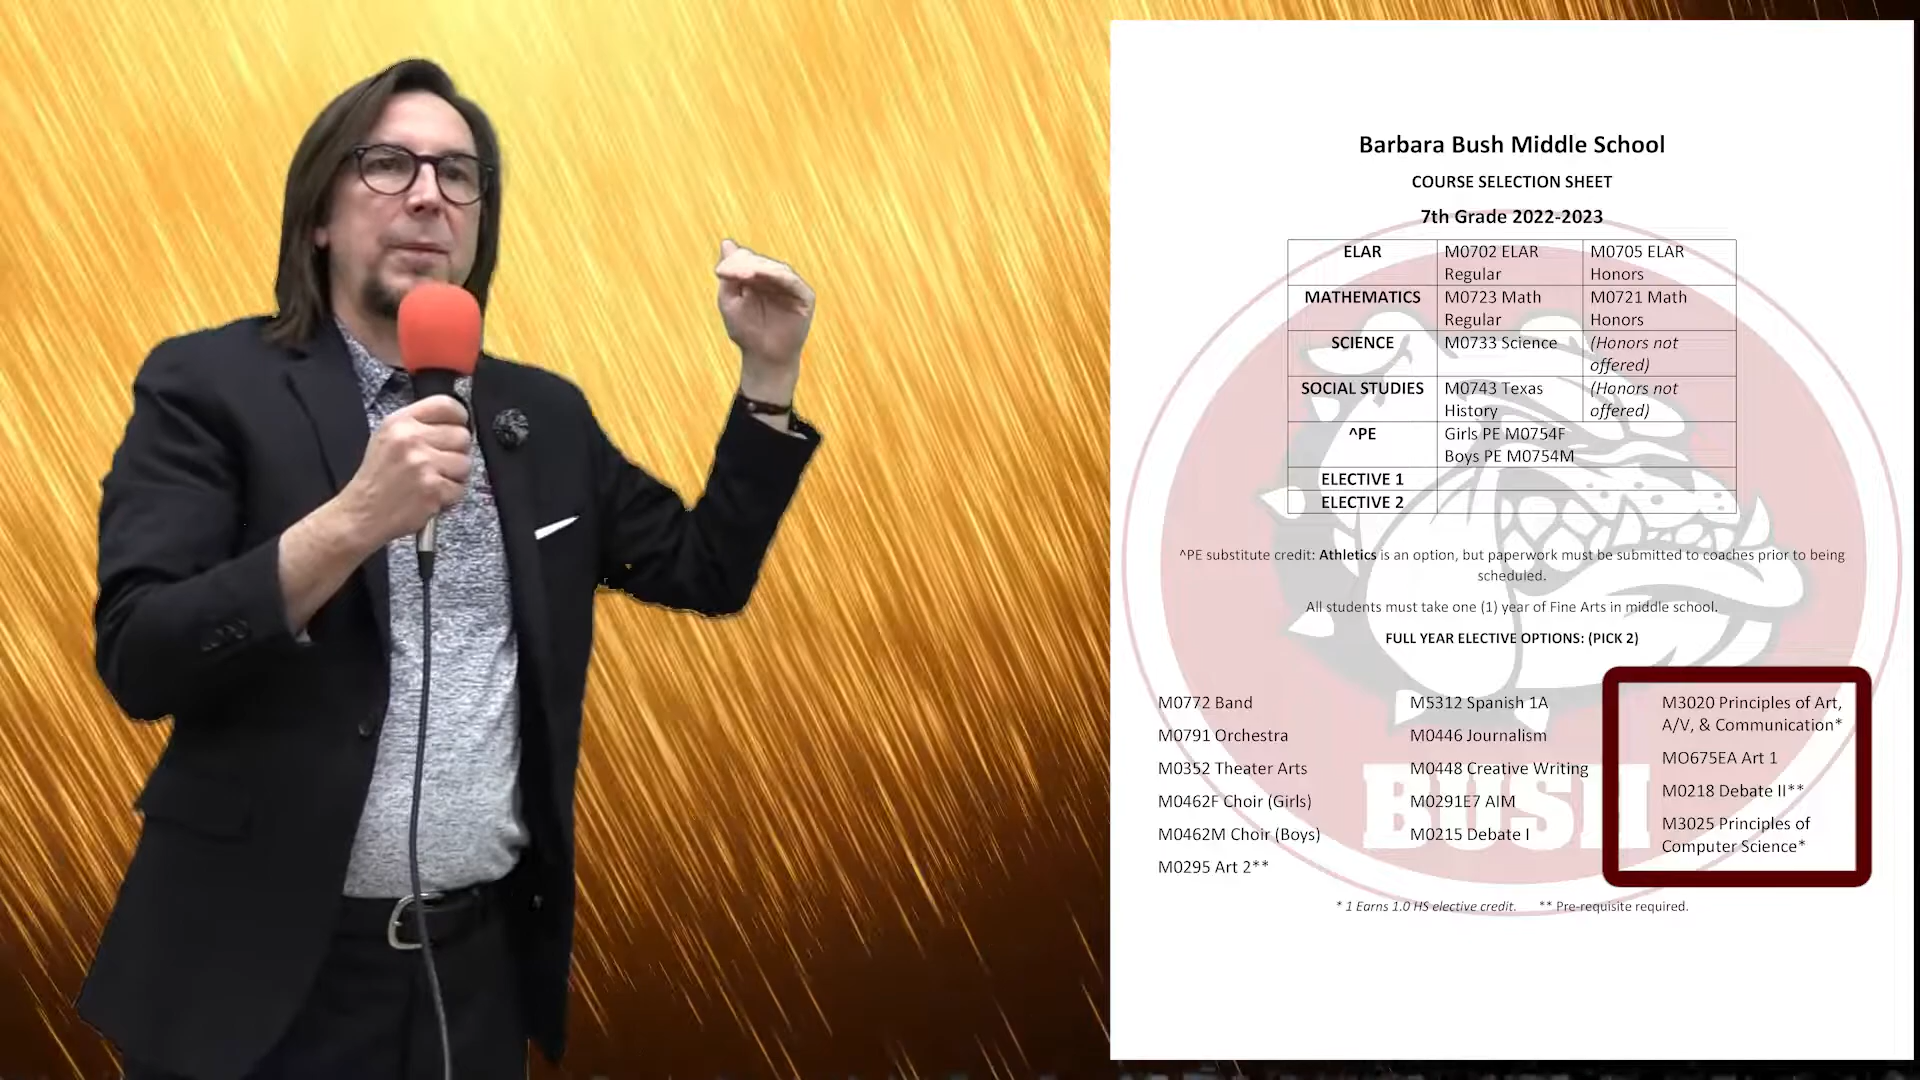 Barbara Bush Middle School
COURSE SELECTION SHEET
7th Grade 2022-2023
ELAR
M0702 ELAR
Regular
M0705 ELAR
Honors
MATHEMATICS
M0723 Math
Regular
M0721 Math
Honors
SCIENCE
M0733 Science
(Honors not
offered)
SOCIAL STUDIES
M0743 Texas
History
(Honors not
offered)
^PE
Girls PE M0754F
Boys PE M0754M
ELECTIVE 1
ELECTIVE 2
^PE substitute credit: Athletics is an option, but paperwork must be submitted to coaches prior to being
scheduled.
All students must take one (1) year of Fine Arts in middle school.
FULL YEAR ELECTIVE OPTIONS: (PICK 2)
M0772 Band
M0791 Orchestra
M0352 Theater Arts
M0462F Choir (Girls)
M0462M Choir (Boys)
M0295 Art 2**
M5312 Spanish 1A
M0446 Journalism
M0448 Creative Writing
M0291E7 AIM
M0215 Debate I
M3020 Principles of Art,
A/V, & Communication*
MO675EA Art 1
M0218 Debate II**
M3025 Principles of
Computer Science*
BUSH
* 1 Earns 1.0 HS elective credit. ** Pre-requisite required.